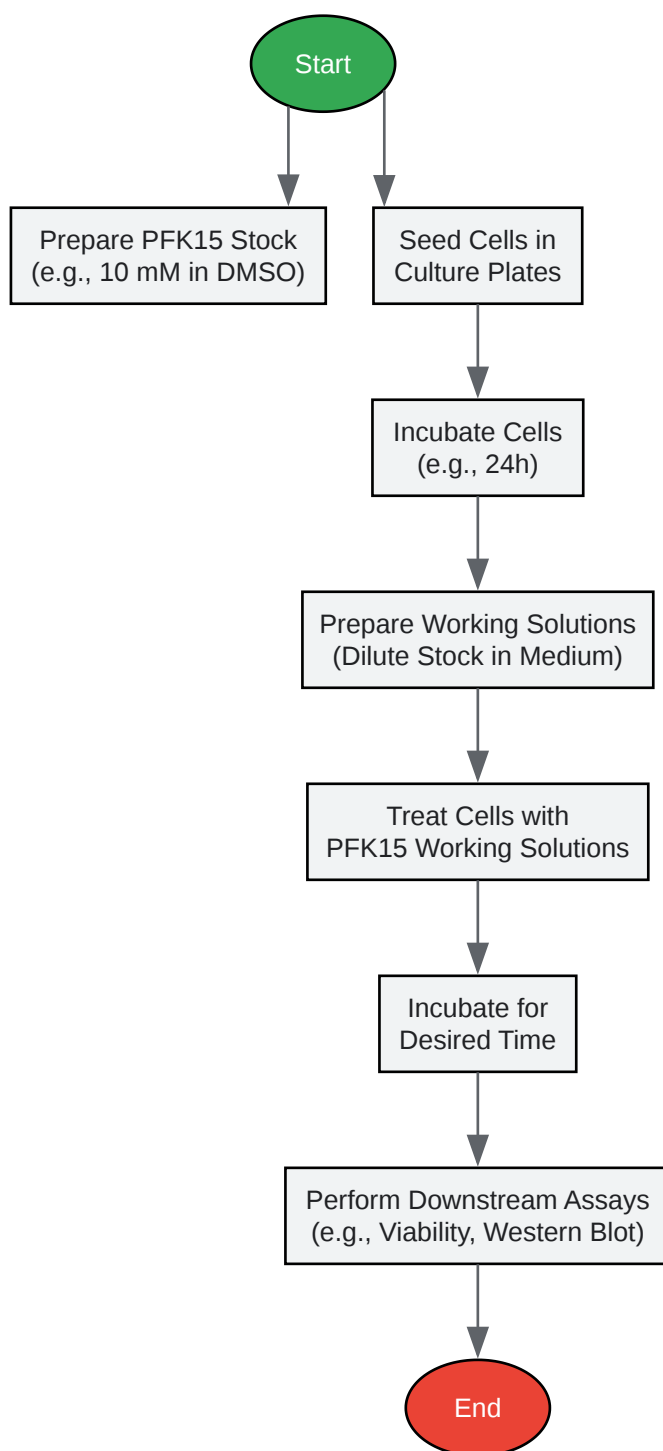 Start
Prepare PFK15 Stock
(e.g., 10 mM in DMSO)
Seed Cells in
Culture Plates
Incubate Cells
(e.g., 24h)
Prepare Working Solutions
(Dilute Stock in Medium)
Treat Cells with
PFK15 Working Solutions
Incubate for
Desired Time
Perform Downstream Assays
(e.g., Viability, Western Blot)
End